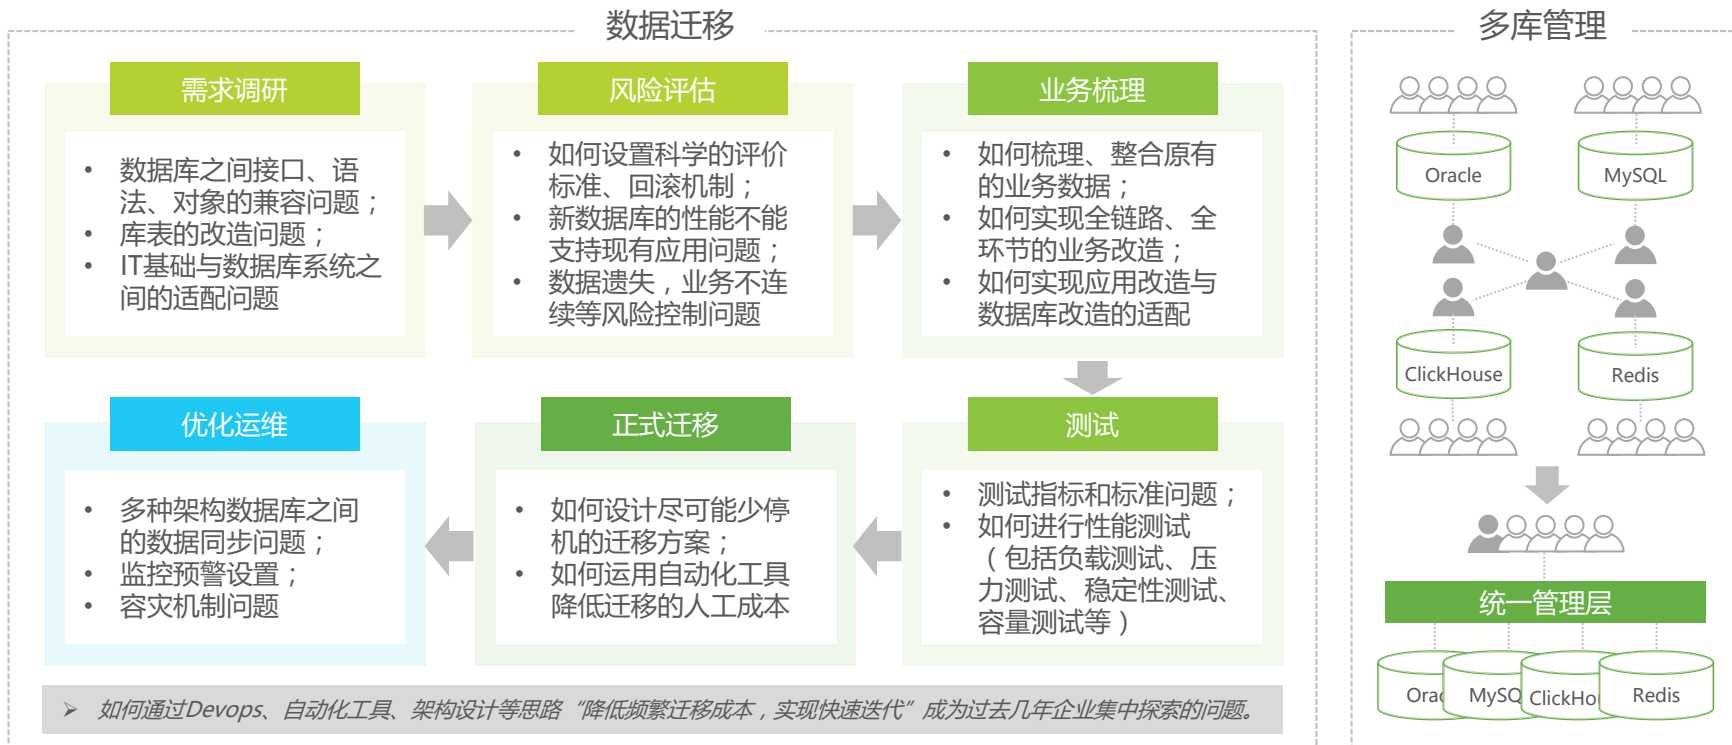 数据迁移
需求调研
• 数据库之间接口、语
法、对象的兼容问题；
• 库表的改造问题；
• IT基础与数据库系统之
间的适配问题
风险评估
• 如何设置科学的评价
标准、回滚机制；
• 新数据库的性能不能
支持现有应用问题；
• 数据遗失，业务不连
续等风险控制问题
业务梳理
• 如何梳理、整合原有
的业务数据；
• 如何实现全链路、全
环节的业务改造；
• 如何实现应用改造与
数据库改造的适配
测试
• 测试指标和标准问题；
• 如何进行性能测试
（包括负载测试、压
力测试、稳定性测试、
容量测试等）
正式迁移
• 如何设计尽可能少停
机的迁移方案；
• 如何运用自动化工具
降低迁移的人工成本
优化运维
• 多种架构数据库之间
的数据同步问题；
• 监控预警设置；
• 容灾机制问题
➢ 如何通过Devops、自动化工具、架构设计等思路“降低频繁迁移成本，实现快速迭代”成为过去几年企业集中探索的问题。
多库管理
Oracle
MySQL
ClickHouse
Redis
统一管理层
Orac
MySQ
ClickHou
Redis